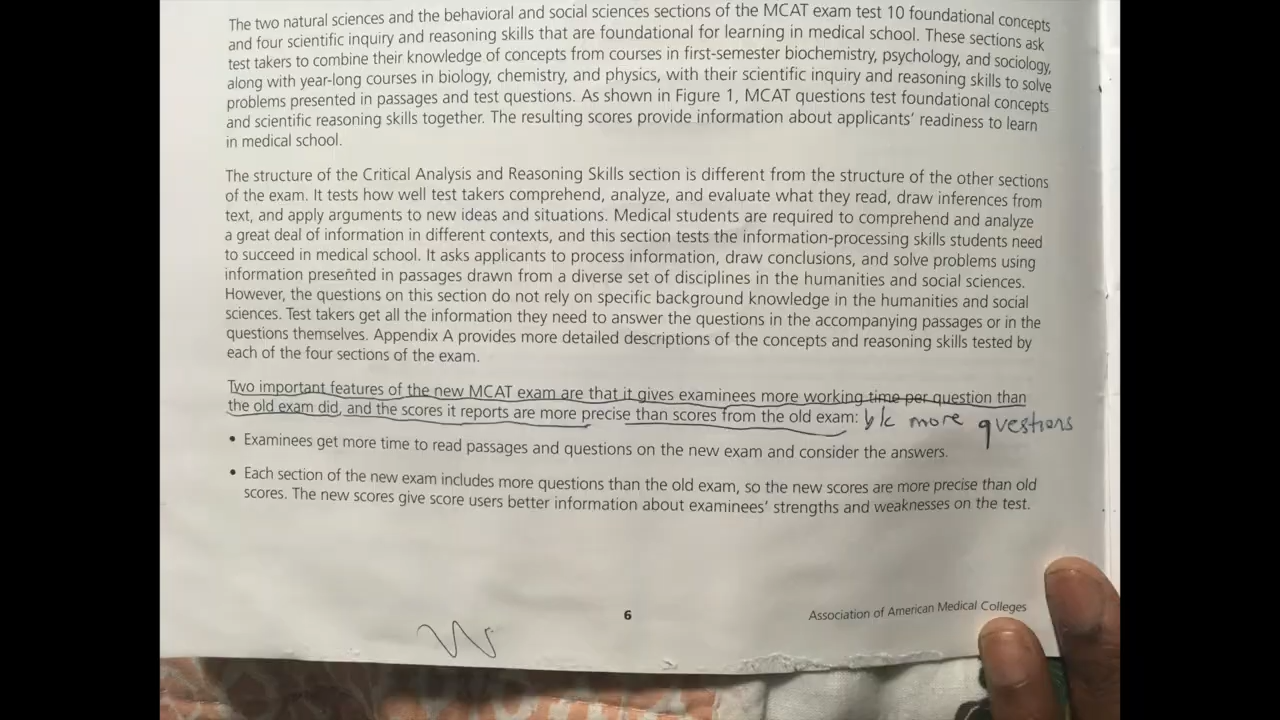 The two natural sciences and the behavioral and social sciences sections of the MCAT exam test 10 foundational concepts
and four scientific inquiry and reasoning skills that are foundational for learning in medical school. These sections ask
test takers to combine their knowledge of concepts from courses in first-semester biochemistry, psychology, and sociology,
along with year-long courses in biology, chemistry, and physics, with their scientific inquiry and reasoning skills to solve
problems presented in passages and test questions. As shown in Figure 1, MCAT questions test foundational concepts
and scientific reasoning skills together. The resulting scores provide information about applicants' readiness to learn
in medical school.
The structure of the Critical Analysis and Reasoning Skills section is different from the structure of the other sections
of the exam. It tests how well test takers comprehend, analyze, and evaluate what they read, draw inferences from
text, and apply arguments to new ideas and situations. Medical students are required to comprehend and analyze
a great deal of information in different contexts, and this section tests the information-processing skills students need
to succeed in medical school. It asks applicants to process information, draw conclusions, and solve problems using
information presented in passages drawn from a diverse set of disciplines in the humanities and social sciences.
However, the questions on this section do not rely on specific background knowledge in the humanities and social
sciences. Test takers get all the information they need to answer the questions in the accompanying passages or in the
questions themselves. Appendix A provides more detailed descriptions of the concepts and reasoning skills tested by
each of the four sections of the exam.
Two important features of the new MCAT exam are that it gives examinees more working time per question than
the old exam did, and the scores it reports are more precise than scores from the old exam: b/c more questions
• Examinees get more time to read passages and questions on the new exam and consider the answers.
• Each section of the new exam includes more questions than the old exam, so the new scores are more precise than old
scores. The new scores give score users better information about examinees' strengths and weaknesses on the test.
6
Association of American Medical Colleges